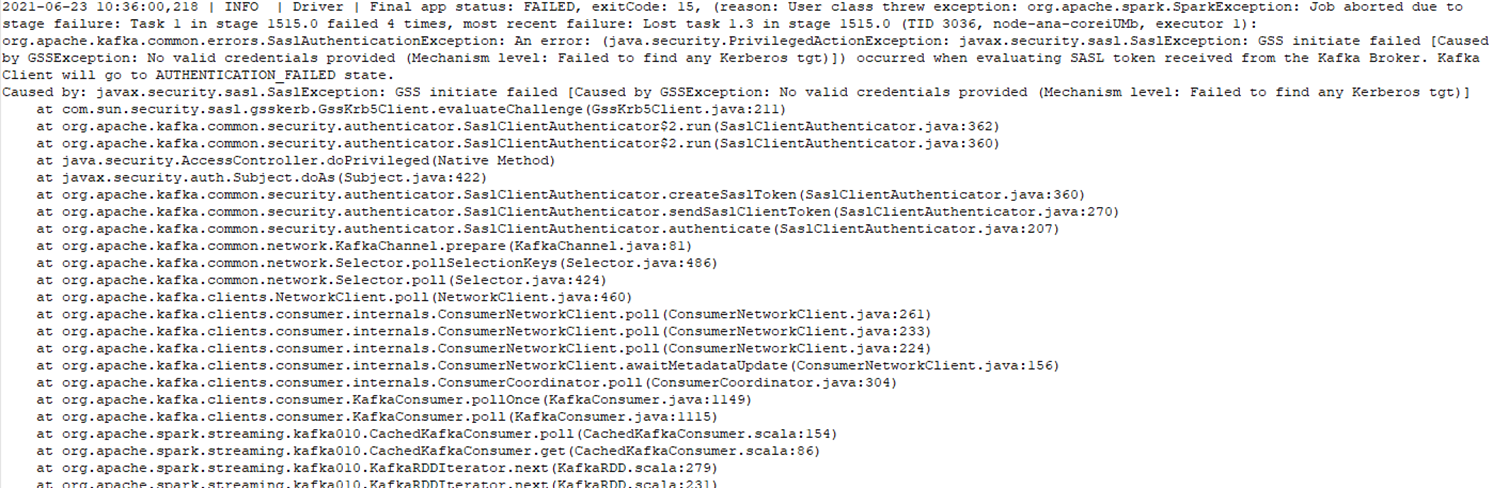 2021-06-23 10:36:00,218 | INFO  | Driver | Final app status: FAILED, exitCode: 15, (reason: User class threw exception: org.apache.spark.SparkException: Job aborted due to
stage failure: Task 1 in stage 1515.0 failed 4 times, most recent failure: Lost task 1.3 in stage 1515.0 (TID 3036, node-ana-coreiUMb, executor 1):
org.apache.kafka.common.errors.SaslAuthenticationException: An error: (java.security.PrivilegedActionException: javax.security.sasl.SaslException: GSS initiate failed [Caused
by GSSException: No valid credentials provided (Mechanism level: Failed to find any Kerberos tgt)]) occurred when evaluating SASL token received from the Kafka Broker. Kafka
Client will go to AUTHENTICATION_FAILED state.
Caused by: javax.security.sasl.SaslException: GSS initiate failed [Caused by GSSException: No valid credentials provided (Mechanism level: Failed to find any Kerberos tgt)]
    at com.sun.security.sasl.gsskerb.GssKrb5Client.evaluateChallenge(GssKrb5Client.java:211)
    at org.apache.kafka.common.security.authenticator.SaslClientAuthenticator$2.run(SaslClientAuthenticator.java:362)
    at org.apache.kafka.common.security.authenticator.SaslClientAuthenticator$2.run(SaslClientAuthenticator.java:360)
    at java.security.AccessController.doPrivileged(Native Method)
    at javax.security.auth.Subject.doAs(Subject.java:422)
    at org.apache.kafka.common.security.authenticator.SaslClientAuthenticator.createSaslToken(SaslClientAuthenticator.java:360)
    at org.apache.kafka.common.security.authenticator.SaslClientAuthenticator.sendSaslClientToken(SaslClientAuthenticator.java:270)
    at org.apache.kafka.common.security.authenticator.SaslClientAuthenticator.authenticate(SaslClientAuthenticator.java:207)
    at org.apache.kafka.common.network.KafkaChannel.prepare(KafkaChannel.java:81)
    at org.apache.kafka.common.network.Selector.pollSelectionKeys(Selector.java:486)
    at org.apache.kafka.common.network.Selector.poll(Selector.java:424)
    at org.apache.kafka.clients.NetworkClient.poll(NetworkClient.java:460)
    at org.apache.kafka.clients.consumer.internals.ConsumerNetworkClient.poll(ConsumerNetworkClient.java:261)
    at org.apache.kafka.clients.consumer.internals.ConsumerNetworkClient.poll(ConsumerNetworkClient.java:233)
    at org.apache.kafka.clients.consumer.internals.ConsumerNetworkClient.poll(ConsumerNetworkClient.java:224)
    at org.apache.kafka.clients.consumer.internals.ConsumerNetworkClient.awaitMetadataUpdate(ConsumerNetworkClient.java:156)
    at org.apache.kafka.clients.consumer.internals.ConsumerCoordinator.poll(ConsumerCoordinator.java:304)
    at org.apache.kafka.clients.consumer.KafkaConsumer.pollOnce(KafkaConsumer.java:1149)
    at org.apache.kafka.clients.consumer.KafkaConsumer.poll(KafkaConsumer.java:1115)
    at org.apache.spark.streaming.kafka010.CachedKafkaConsumer.poll(CachedKafkaConsumer.scala:154)
    at org.apache.spark.streaming.kafka010.CachedKafkaConsumer.get(CachedKafkaConsumer.scala:86)
    at org.apache.spark.streaming.kafka010.KafkaRDDIterator.next(KafkaRDD.scala:279)
    at org.apache.spark.streaming.kafka010.KafkaRDDIterator.next(KafkaRDD.scala:231)